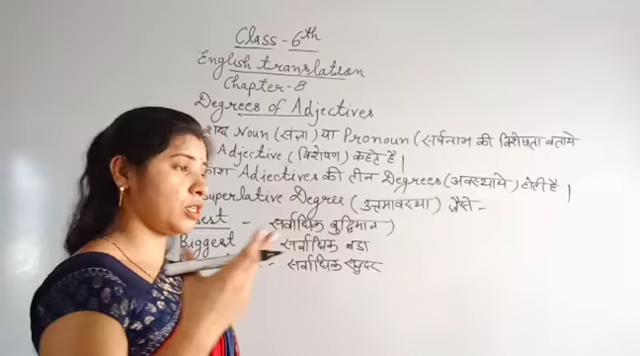 Class - 6th
English translation
Chapter-8
Degrees of Adjectives
शब्द Noun (संज्ञा) या Pronoun (सर्वनाम की विशेषता बताये
Adjective (विशेषण) कहते है।
Adjectives की तीन Degrees (अवस्थाये) होती है।
Superlative Degree (उत्तमावस्था) जैसे -
- सर्वाधिक बुद्धिमान)
Biggest सर्वाधिक बडा
- सर्वाधिक सुन्दर